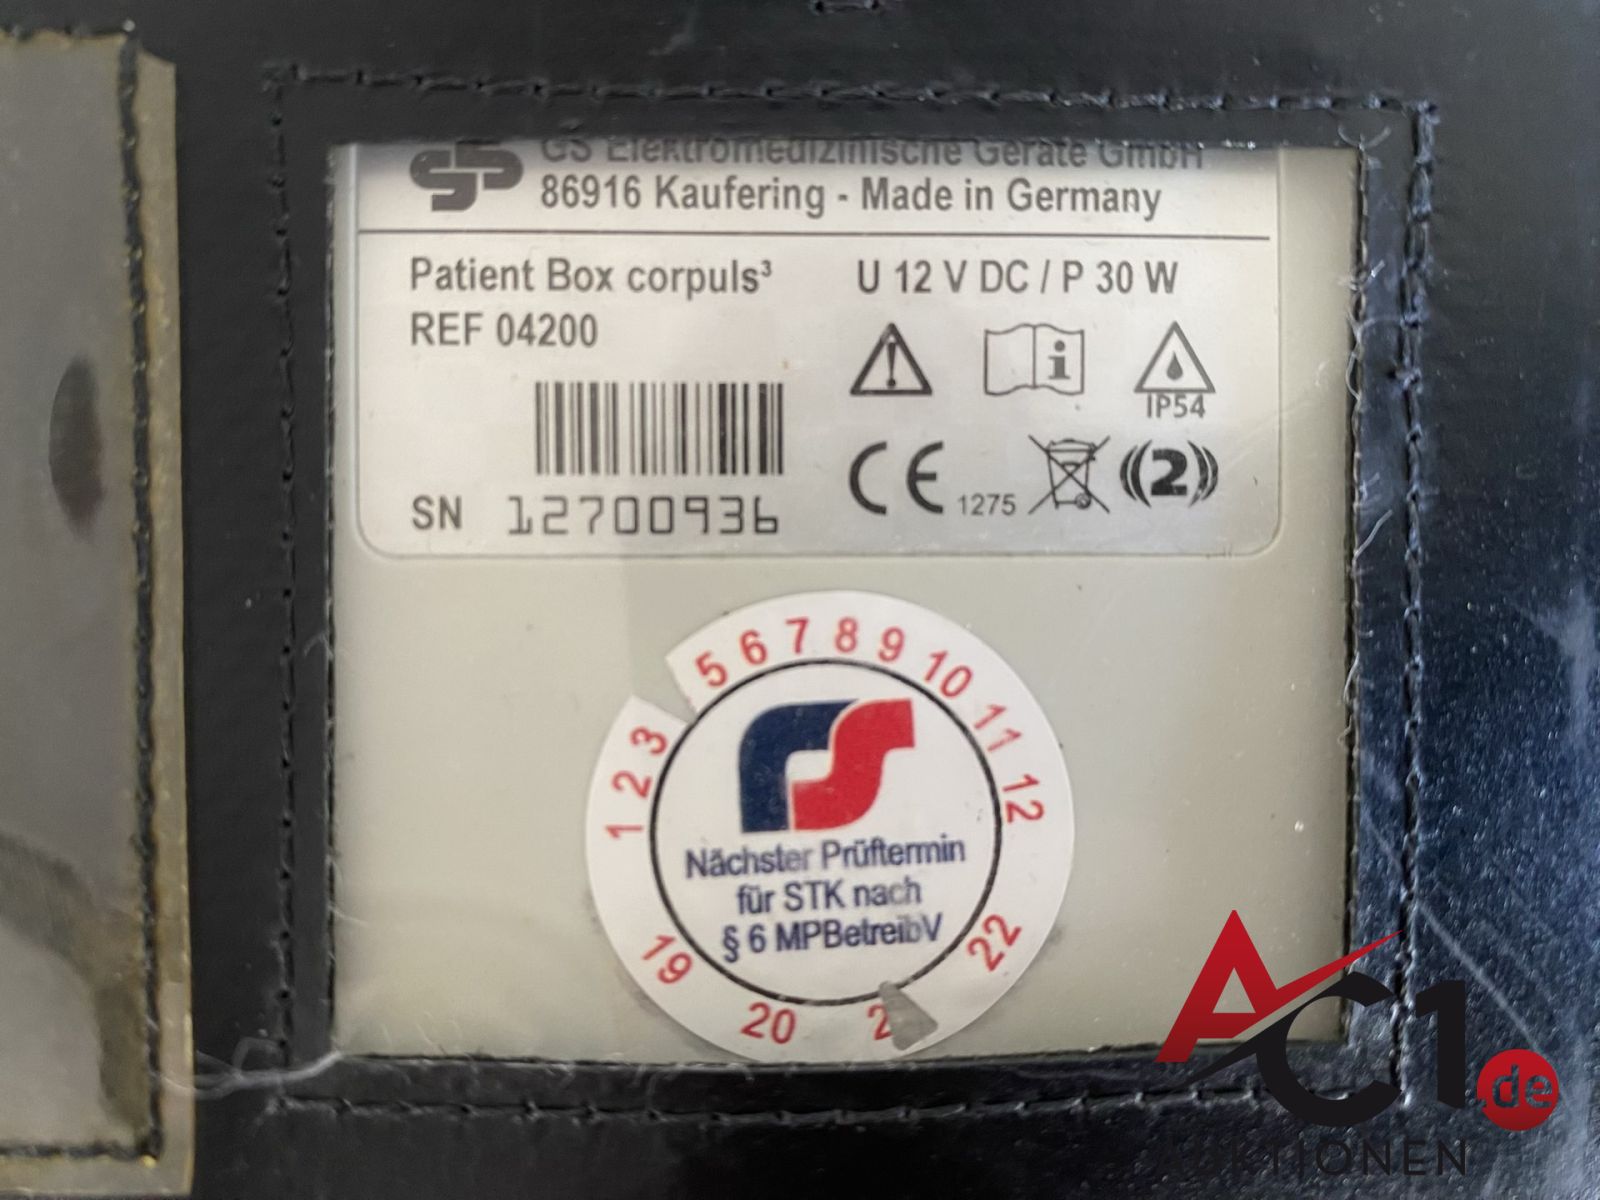 GS Elektromedizinische Geräte GmbH
86916 Kaufering - Made in Germany
Patient Box corpuls³
U 12 V DC / P 30 W
REF 04200
IP54
SN 12700936
CE 1275
(2)
1 2 3 5 6 7 8 9 10 11 12
Nächster Prüftermin
für STK nach
§ 6 MPBetreibV
19 20 22
AC1.de
AUKTIONEN